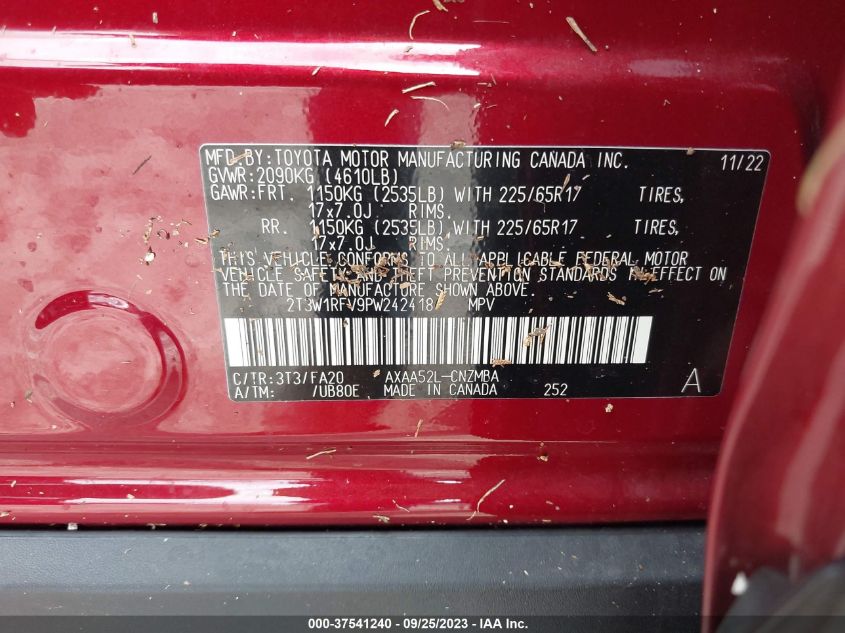 MFD.BY:TOYOTA MOTOR MANUFACTURING CANADA INC. 11/22
GVWR:2090KG (4610LB)
GAWR:FRT. 1150KG (2535LB) WITH 225/65R17 TIRES,
17x7.0J RIMS.
RR. 1150KG (2535LB) WITH 225/65R17 TIRES,
17x7.0J RIMS.
THIS VEHICLE CONFORMS TO ALL APPLICABLE FEDERAL MOTOR
VEHICLE SAFETY AND THEFT PREVENTION STANDARDS IN EFFECT ON
THE DATE OF MANUFACTURE SHOWN ABOVE.
2T3W1RFV9PW242418 MPV
C/TR:3T3/FA20 AXAA52L-CNZMBA
A/TM: /UB80E MADE IN CANADA 252 A
000-37541240 - 09/25/2023 - IAA Inc.